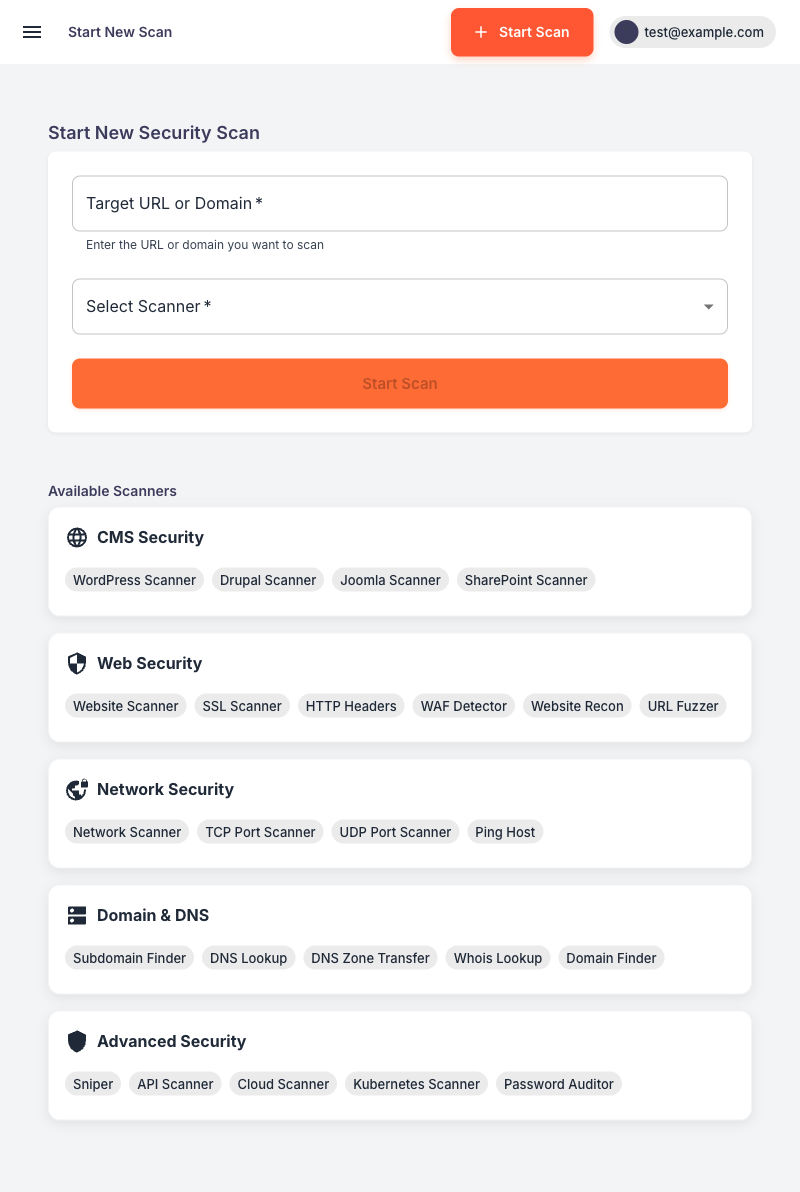 Start New Scan
Start Scan
test@example.com
Start New Security Scan
Target URL or Domain *
Enter the URL or domain you want to scan
Select Scanner *
Start Scan
Available Scanners
CMS Security
WordPress Scanner Drupal Scanner Joomla Scanner SharePoint Scanner
Web Security
Website Scanner SSL Scanner HTTP Headers WAF Detector Website Recon URL Fuzzer
Network Security
Network Scanner TCP Port Scanner UDP Port Scanner Ping Host
Domain & DNS
Subdomain Finder DNS Lookup DNS Zone Transfer Whois Lookup Domain Finder
Advanced Security
Sniper API Scanner Cloud Scanner Kubernetes Scanner Password Auditor